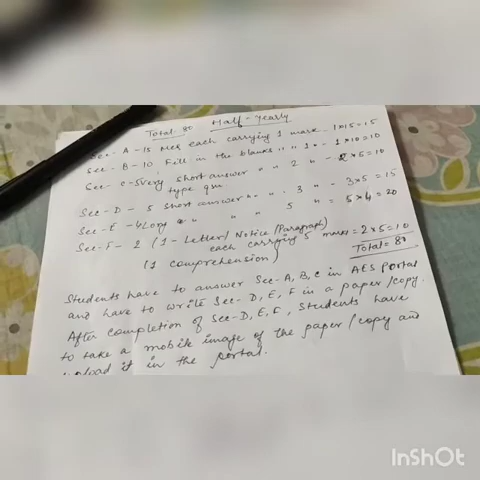 Total-80 Half-Yearly
Sec- A-15 MCQ each carrying 1 mark. 1*15=15
Sec- B-10, Fill in the blanks " " 1 " - 1*10=10
Sec- C-5 very short answer " " 2 " - 2*5=10
type qsn.
Sec-D- 5 Short answer " " 3 " 3*5=15
Sec-E-4 Long " " " 5 " = 5*4=20
Sec-F- 2 (1-Letter/Notice/Paragraph)
each carrying 5 marks=2*5=10
(1 comprehension) Total=80
Students have to answer Sec-A, B, C in AES Portal
and have to write Sec- D, E, F in a paper/copy.
After completion of Sec-D, E, F, Students have
to take a mobile image of the paper/copy and
upload it in the portal.
InShOt